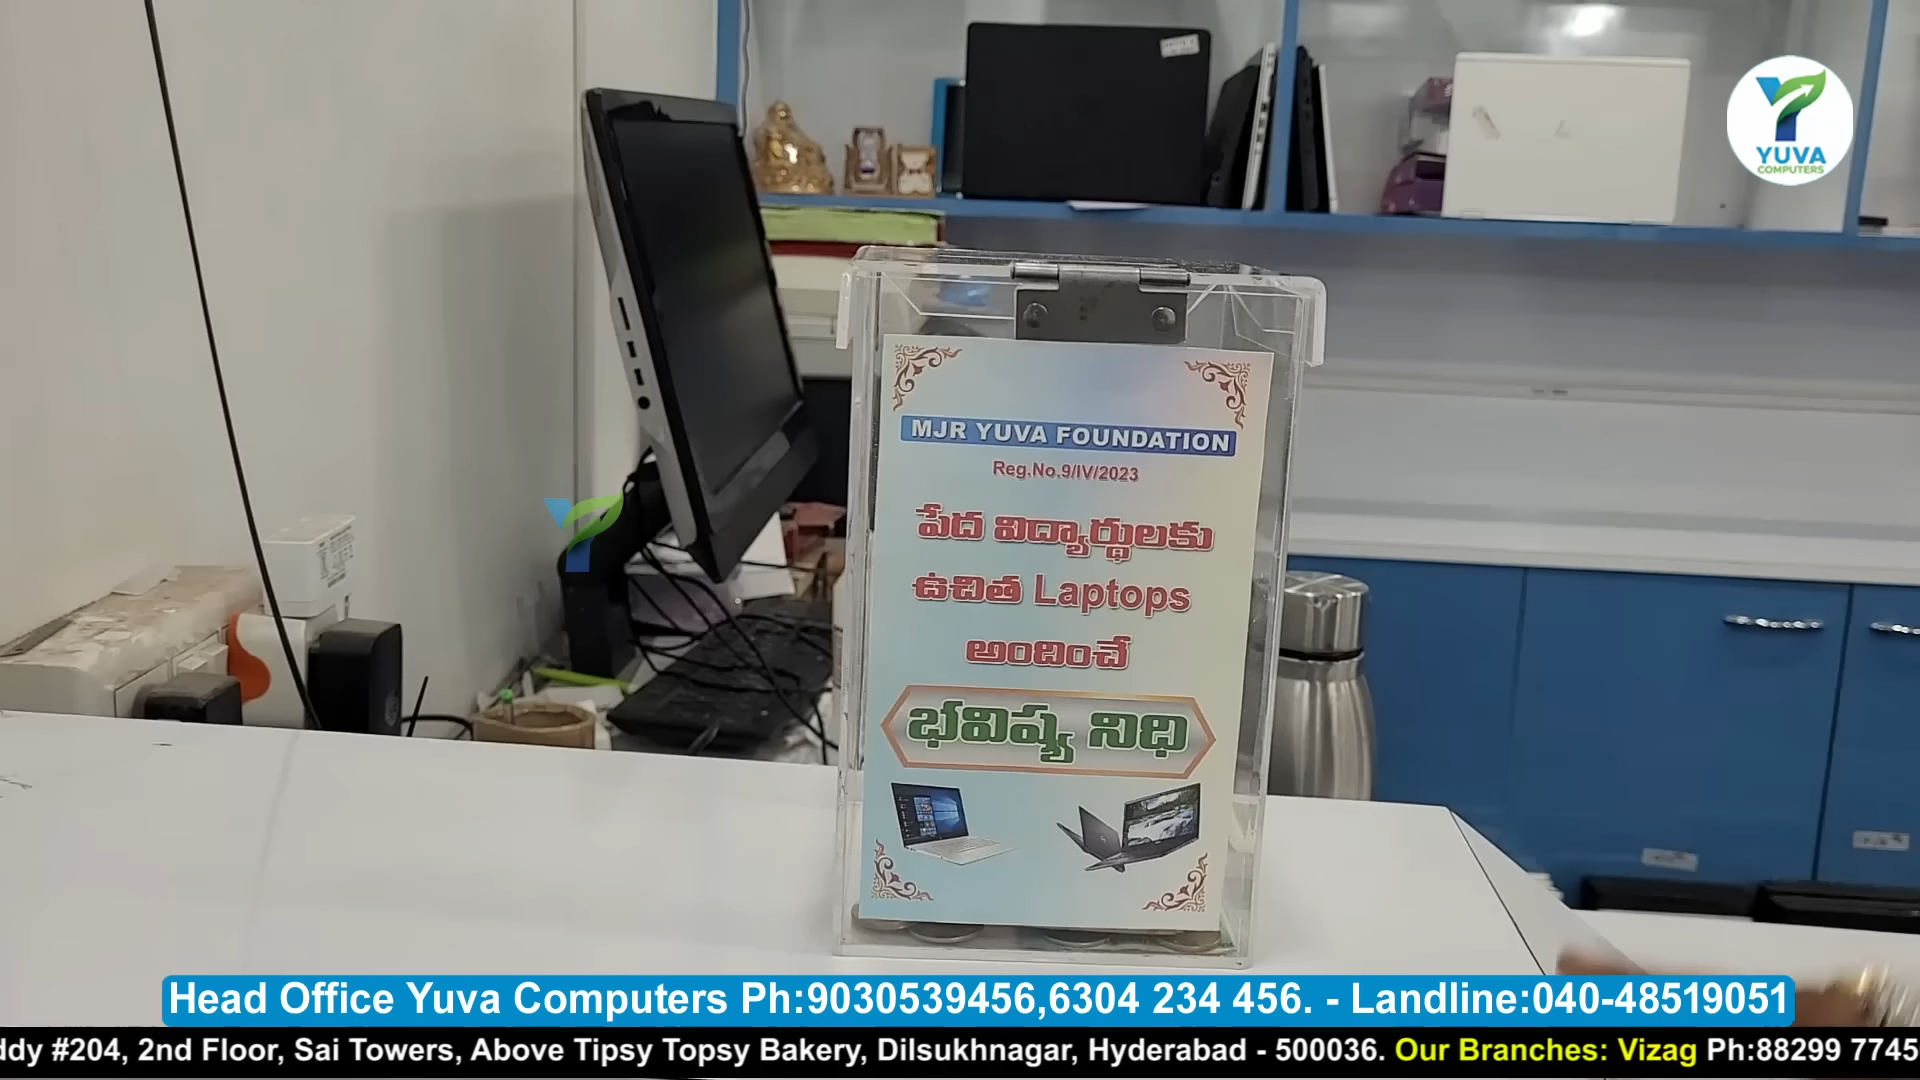 YUVA
COMPUTERS
MJR YUVA FOUNDATION
Reg.No.9/IV/2023
పేద విద్యార్థులకు
ఉచిత Laptops
అందించే
భవిష్య నిధి
Head Office Yuva Computers Ph:9030539456,6304 234 456. - Landline:040-48519051
ddy #204, 2nd Floor, Sai Towers, Above Tipsy Topsy Bakery, Dilsukhnagar, Hyderabad - 500036. Our Branches: Vizag Ph:88299 7745